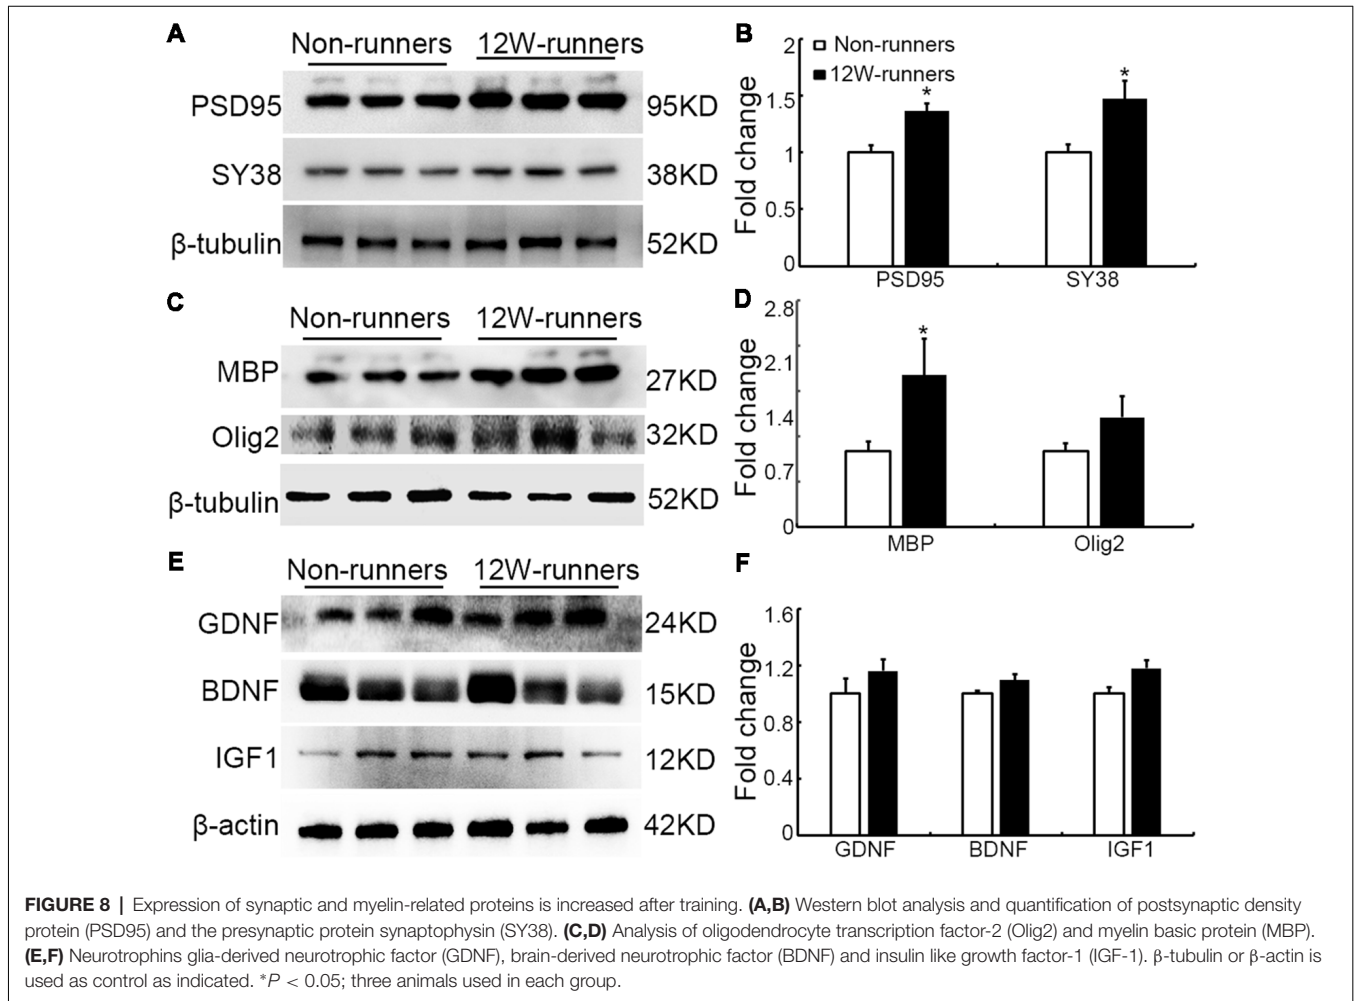 A
Non-runners 12W-runners
PSD95 95KD
SY38 38KD
β-tubulin 52KD
B
Fold change
2
1.5
1
0.5
0
Non-runners
12W-runners
* *
PSD95 SY38
C
Non-runners 12W-runners
MBP 27KD
Olig2 32KD
β-tubulin 52KD
D
Fold change
2.8
2.1
1.4
0.7
0
*
MBP Olig2
E
Non-runners 12W-runners
GDNF 24KD
BDNF 15KD
IGF1 12KD
β-actin 42KD
F
Fold change
1.6
1.2
0.8
0.4
0
GDNF BDNF IGF1
FIGURE 8 | Expression of synaptic and myelin-related proteins is increased after training. (A,B) Western blot analysis and quantification of postsynaptic density
protein (PSD95) and the presynaptic protein synaptophysin (SY38). (C,D) Analysis of oligodendrocyte transcription factor-2 (Olig2) and myelin basic protein (MBP).
(E,F) Neurotrophins glia-derived neurotrophic factor (GDNF), brain-derived neurotrophic factor (BDNF) and insulin like growth factor-1 (IGF-1). β-tubulin or β-actin is
used as control as indicated. *P < 0.05; three animals used in each group.